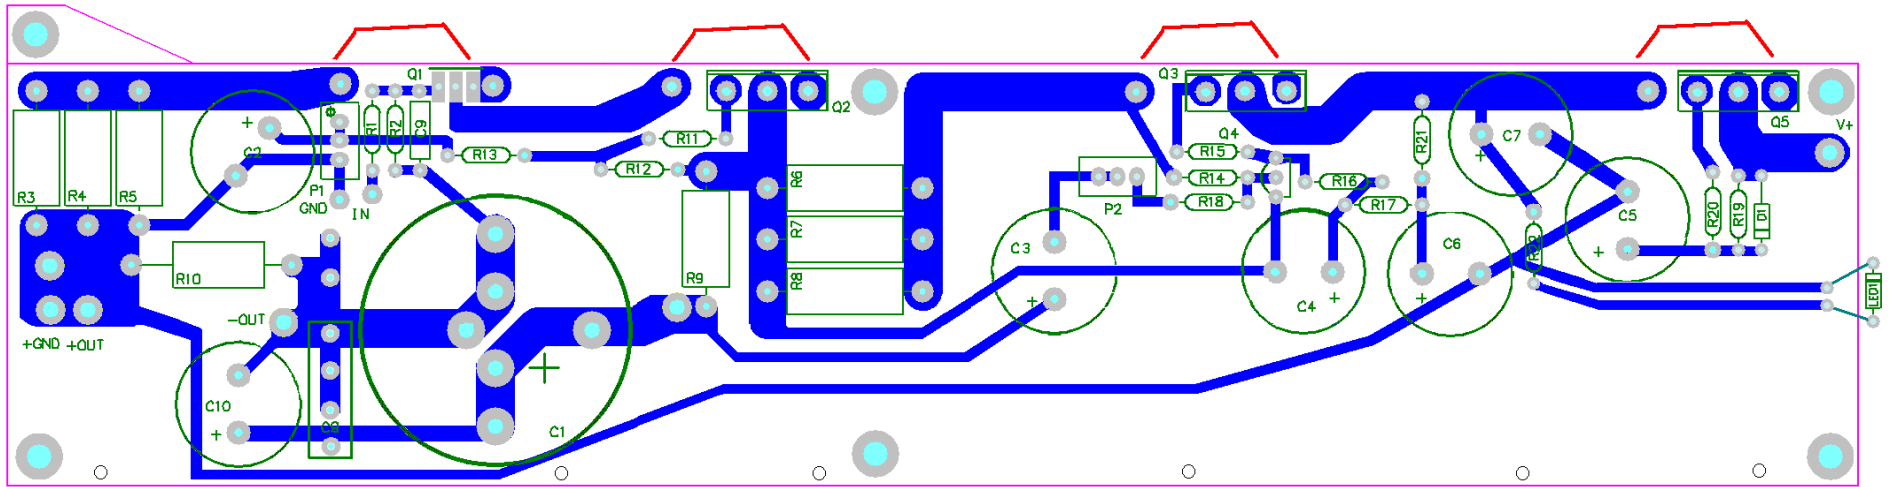 Q1
Q2
Q3
Q4
Q5
V+
R1
R2
C9
C2
+
R13
R11
R12
R3
R4
R5
P1
GND
IN
R6
R7
R8
R9
R10
-OUT
+GND
+OUT
C10
+
C8
C1
+
C3
+
P2
R15
R14
R18
R16
R17
R21
C4
+
C6
+
C7
+
C5
+
R22
R20
R19
D1
LED1